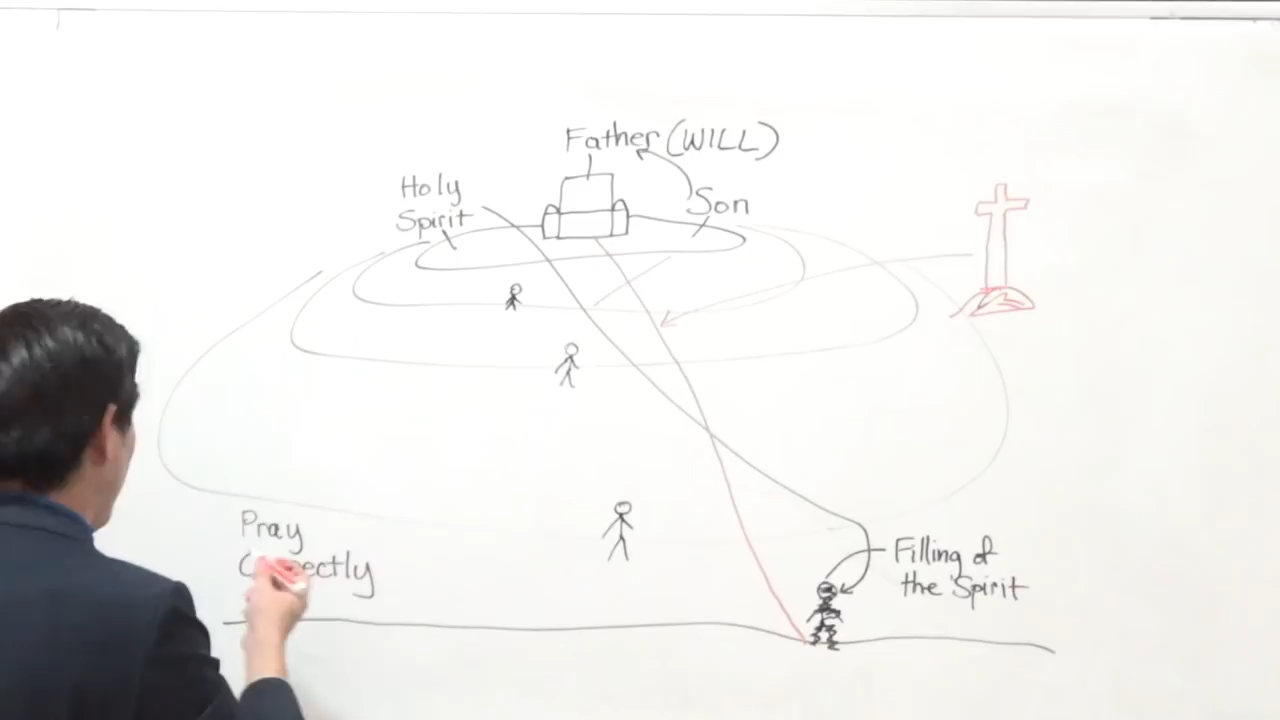 Father (WILL)
Holy
Spirit
Son
Pray
Filling of
the Spirit